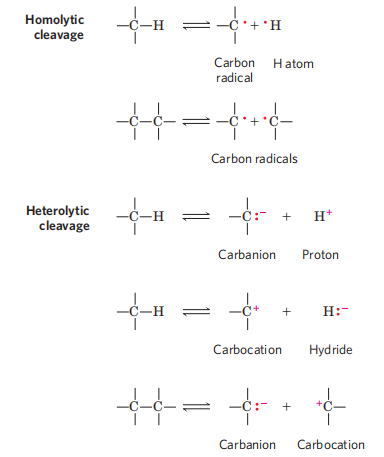 Homolytic
cleavage
—C—H ⇌ —C• + •H
Carbon radical H atom
—C—C— ⇌ —C• + •C—
Carbon radicals
Heterolytic
cleavage
—C—H ⇌ —C:⁻ + H⁺
Carbanion Proton
—C—H ⇌ —C⁺ + H:⁻
Carbocation Hydride
—C—C— ⇌ —C:⁻ + ⁺C—
Carbanion Carbocation